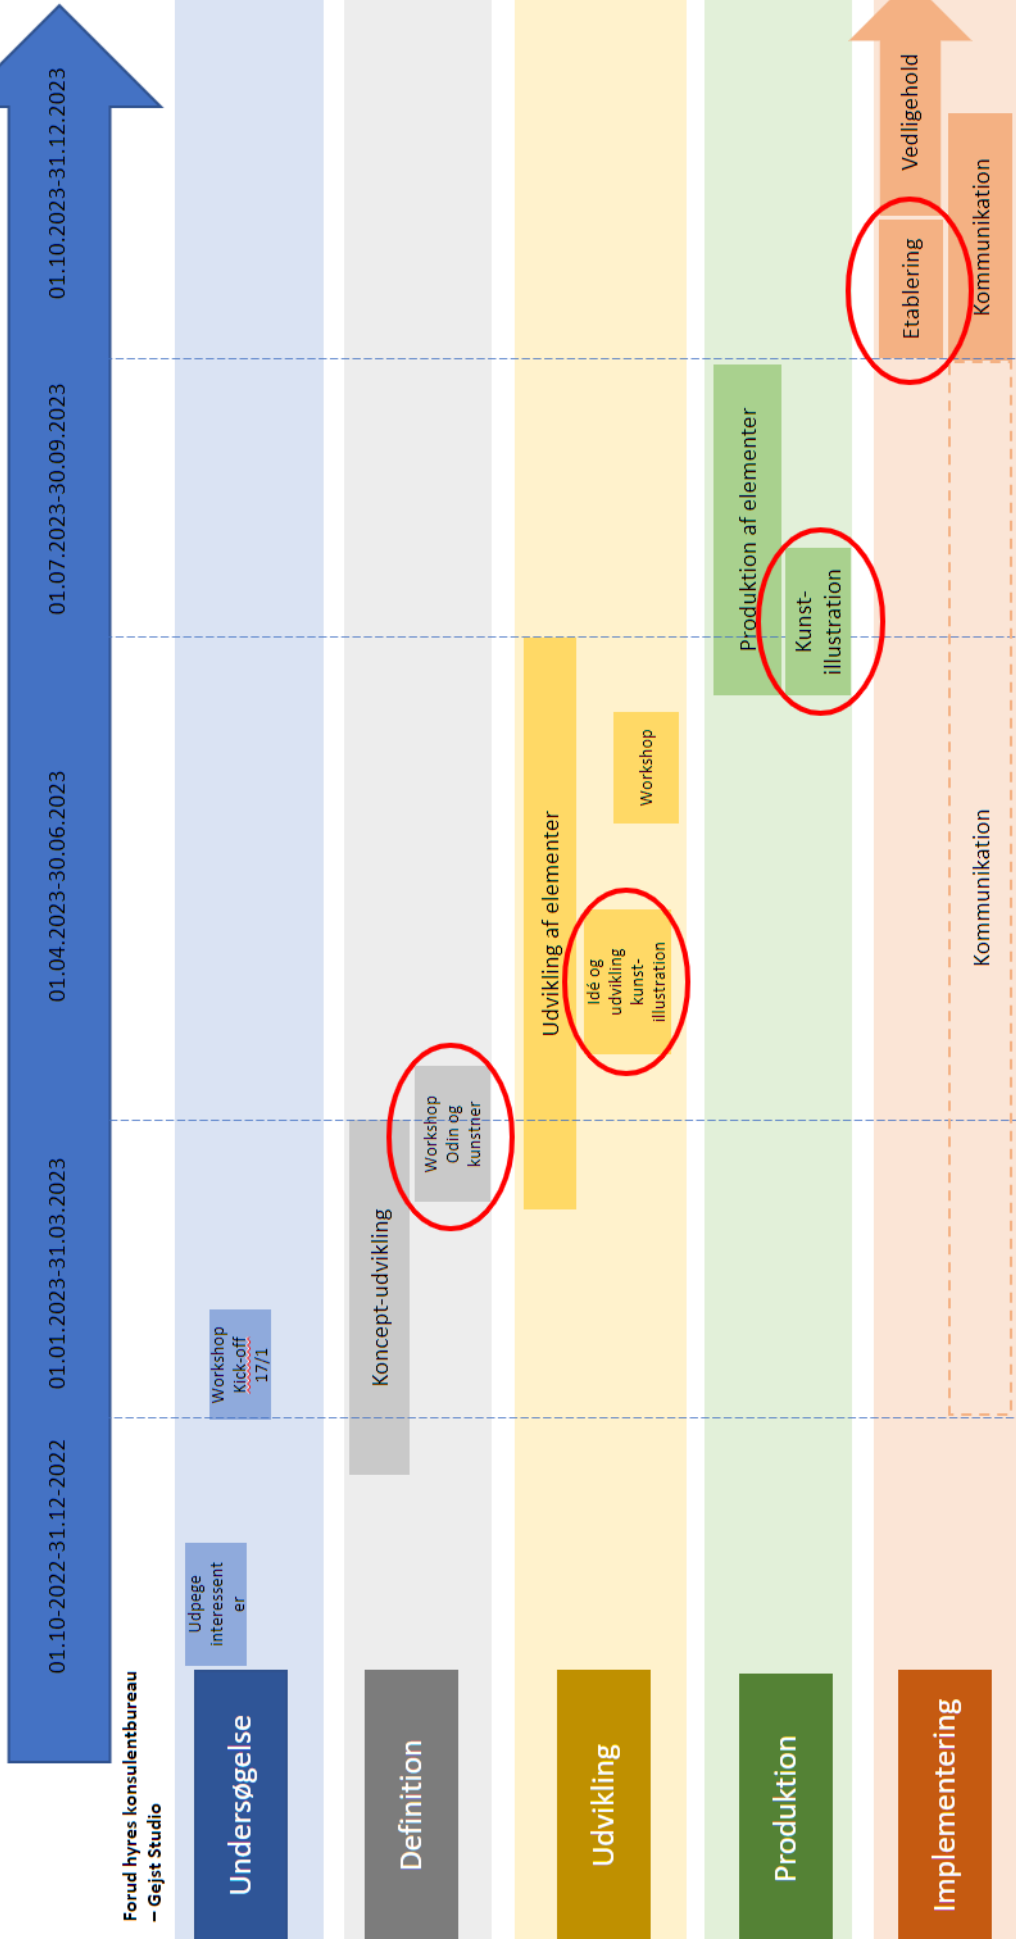 01.10-2022-31.12-2022
01.01.2023-31.03.2023
01.04.2023-30.06.2023
01.07.2023-30.09.2023
01.10.2023-31.12.2023
Forud hyres konsulentbureau
– Gejst Studio
Undersøgelse
Udpege
interessent
er
Workshop
Kick-off
17/1
Definition
Koncept-udvikling
Workshop
Odin og
kunstner
Udvikling
Udvikling af elementer
Idé og
udvikling
kunst-
illustration
Workshop
Produktion
Produktion af elementer
Kunst-
illustration
Implementering
Etablering
Vedligehold
Kommunikation
Kommunikation